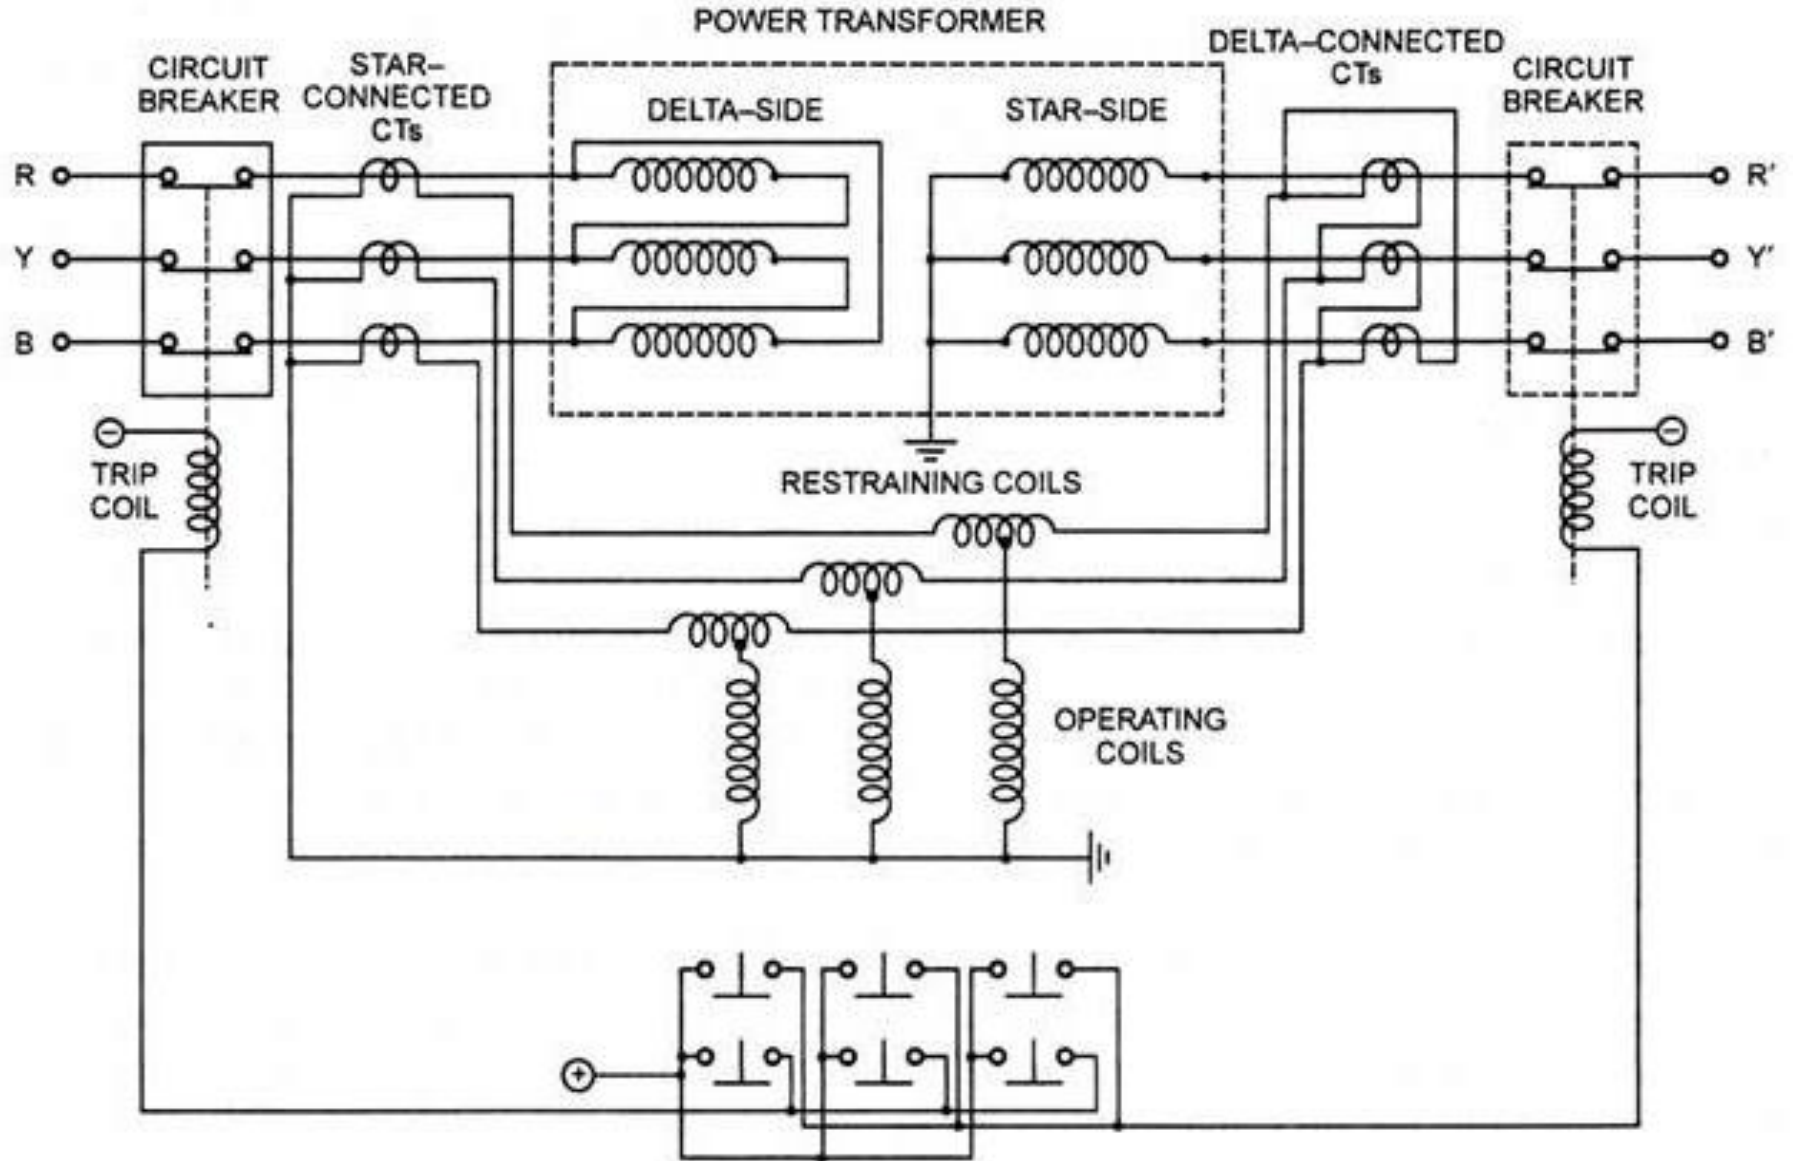 POWER TRANSFORMER
CIRCUIT
BREAKER
STAR–
CONNECTED
CTs
DELTA–SIDE
STAR–SIDE
DELTA–CONNECTED
CTs
CIRCUIT
BREAKER
R
R'
Y
Y'
B
B'
−
TRIP
COIL
−
TRIP
COIL
RESTRAINING COILS
OPERATING
COILS
+